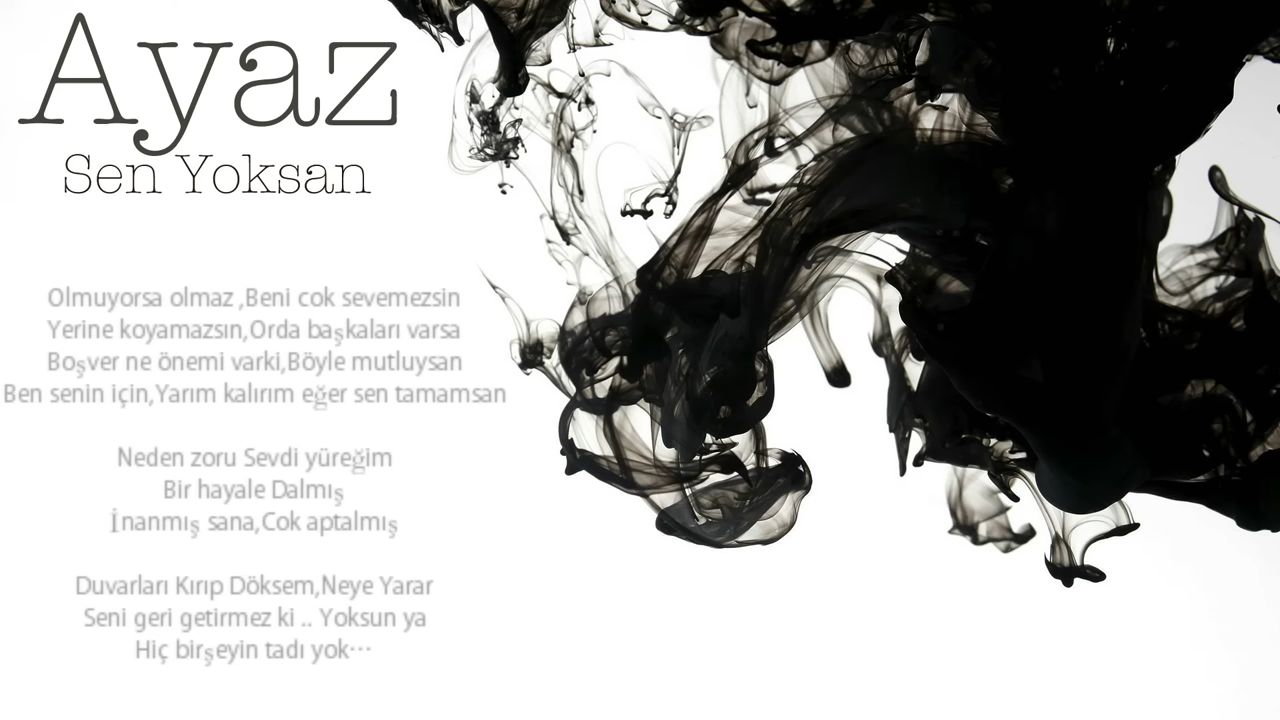 Ayaz
Sen Yoksan
Olmuyorsa olmaz ,Beni cok sevemezsin
Yerine koyamazsın,Orda başkaları varsa
Boşver ne önemi varki,Böyle mutluysan
Ben senin için,Yarım kalırım eğer sen tamamsan
Neden zoru Sevdi yüreğim
Bir hayale Dalmış
İnanmış sana,Cok aptalmış
Duvarları Kırıp Döksem,Neye Yarar
Seni geri getirmez ki .. Yoksun ya
Hiç birşeyin tadı yok···